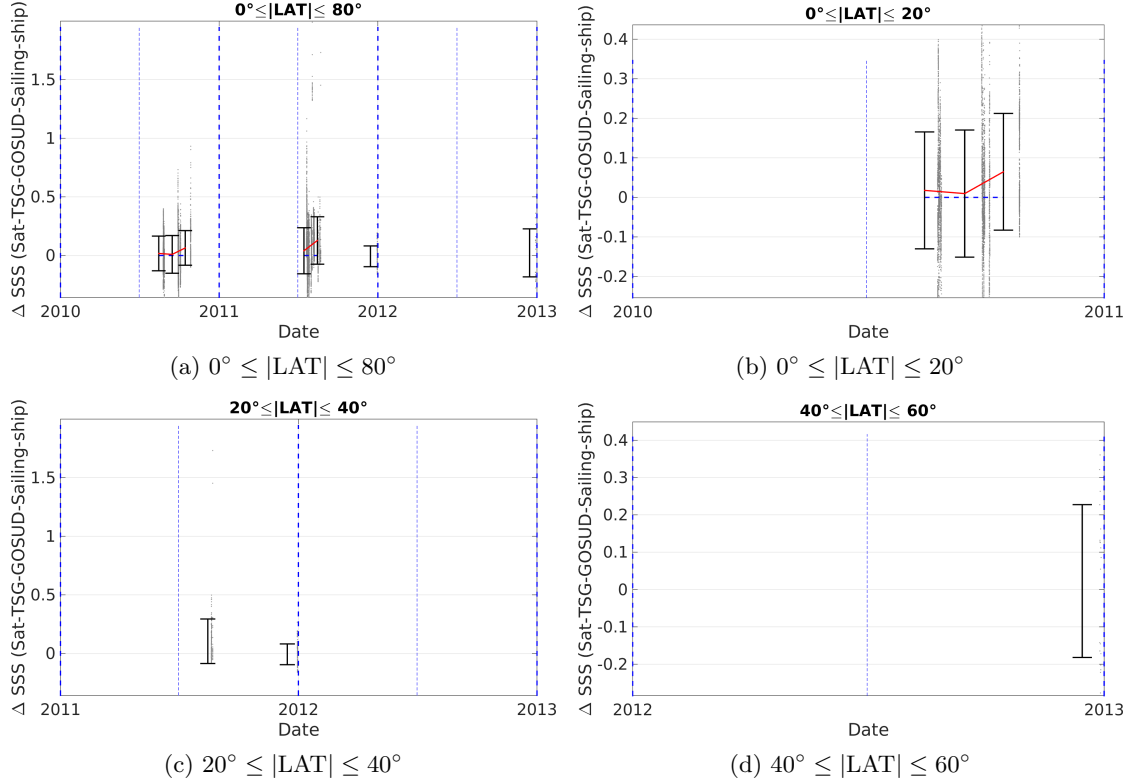 0°≤|LAT|≤ 80°
Δ SSS (Sat-TSG-GOSUD-Sailing-ship)
1.5
1
0.5
0
2010 2011 2012 2013
Date
(a) 0° ≤ |LAT| ≤ 80°
0°≤|LAT|≤ 20°
Δ SSS (Sat-TSG-GOSUD-Sailing-ship)
0.4
0.3
0.2
0.1
0
-0.1
-0.2
2010 2011
Date
(b) 0° ≤ |LAT| ≤ 20°
20°≤|LAT|≤ 40°
Δ SSS (Sat-TSG-GOSUD-Sailing-ship)
1.5
1
0.5
0
2011 2012 2013
Date
(c) 20° ≤ |LAT| ≤ 40°
40°≤|LAT|≤ 60°
Δ SSS (Sat-TSG-GOSUD-Sailing-ship)
0.4
0.3
0.2
0.1
0
-0.1
-0.2
2012 2013
Date
(d) 40° ≤ |LAT| ≤ 60°